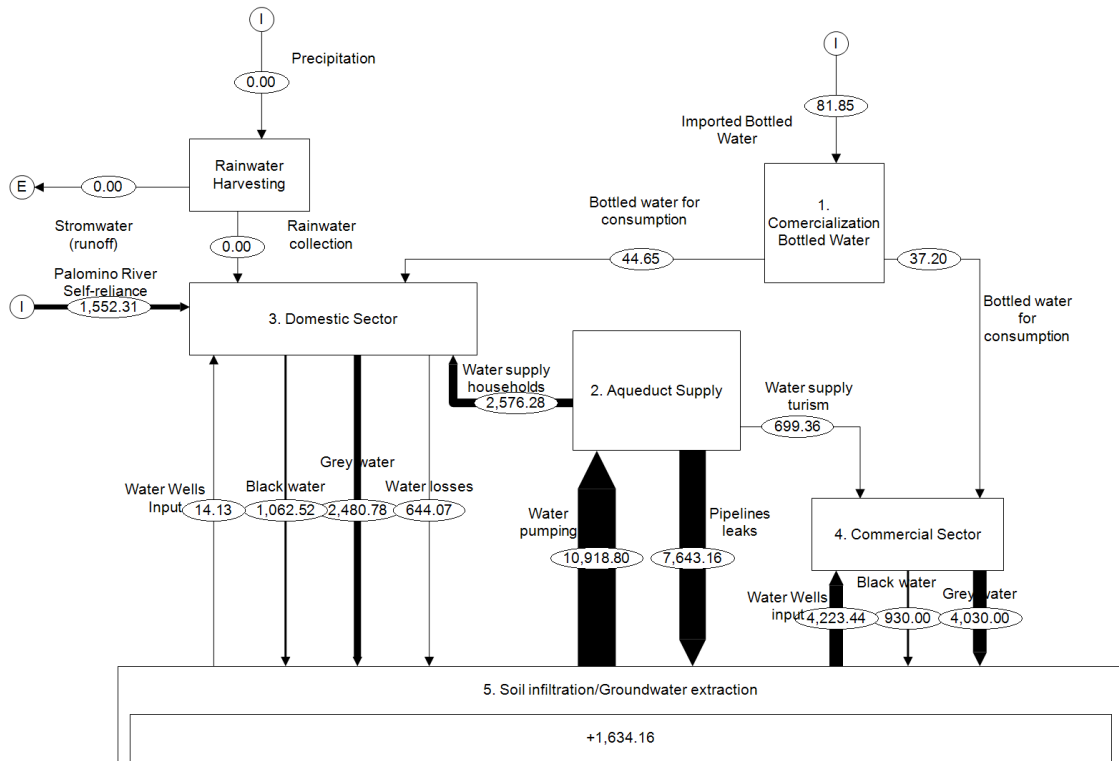 I
Precipitation
0.00
I
81.85
Imported Bottled
Water
Rainwater
Harvesting
E
0.00
Stromwater
(runoff)
Rainwater
collection
0.00
1.
Comercialization
Bottled Water
Bottled water for
consumption
44.65
37.20
Palomino River
Self-reliance
I
1,552.31
3. Domestic Sector
Bottled water
for
consumption
Water supply
households
2,576.28
2. Aqueduct Supply
Water supply
turism
699.36
Water Wells
Input
14.13
Black water
1,062.52
Grey water
2,480.78
Water losses
644.07
Water
pumping
10,918.80
Pipelines
leaks
7,643.16
4. Commercial Sector
Water Wells
input
4,223.44
Black water
930.00
Grey water
4,030.00
5. Soil infiltration/Groundwater extraction
+1,634.16